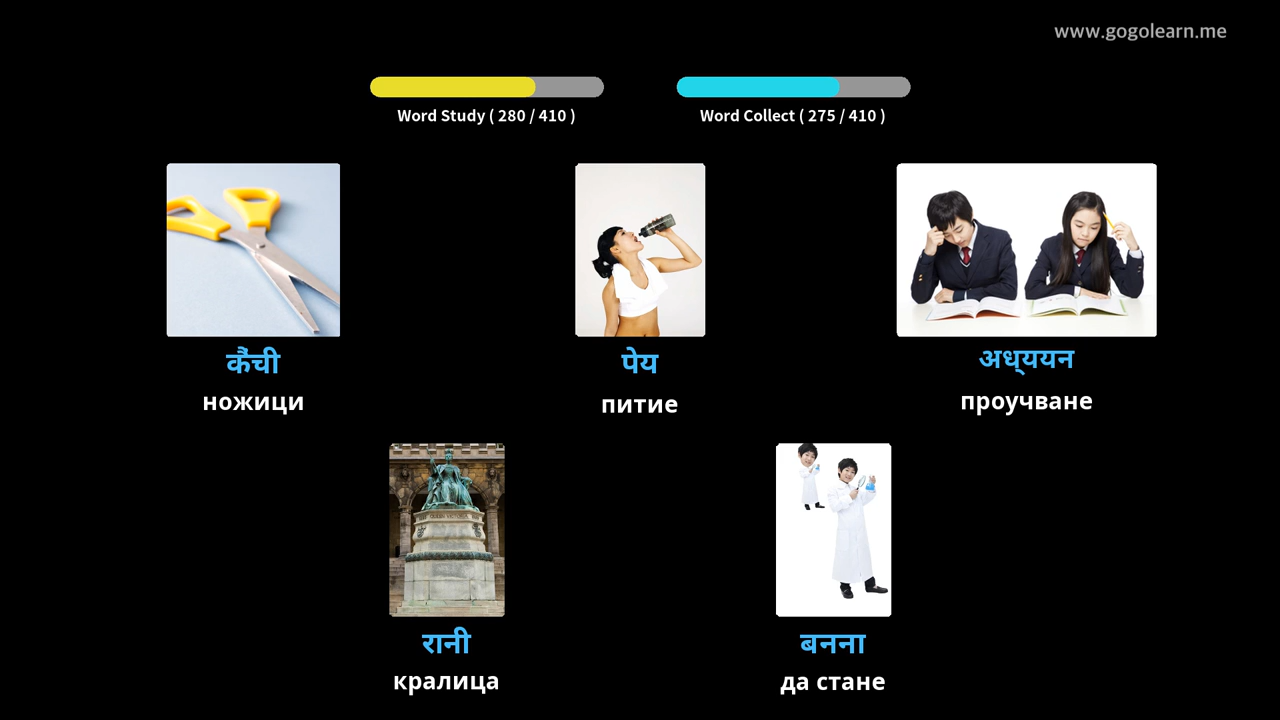 www.gogolearn.me
Word Study ( 280 / 410 )
Word Collect ( 275 / 410 )
कैंची
ножици
पेय
питие
अध्ययन
проучване
रानी
кралица
बनना
да стане